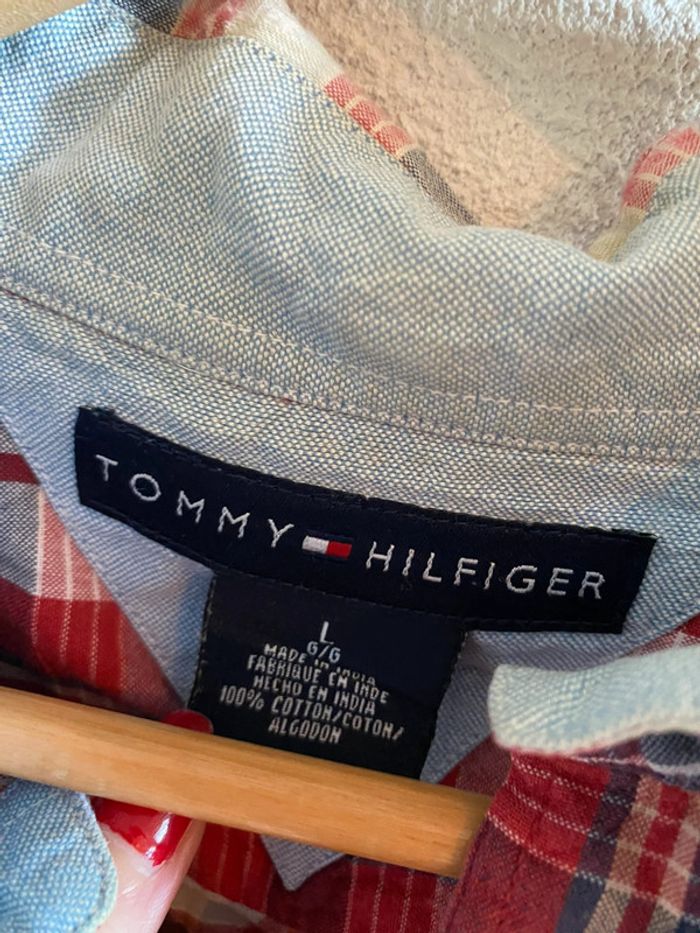 TOMMY HILFIGER
L
G/G
MADE IN INDIA
FABRIQUE EN INDE
HECHO EN INDIA
100% COTTON/COTON/
ALGODON